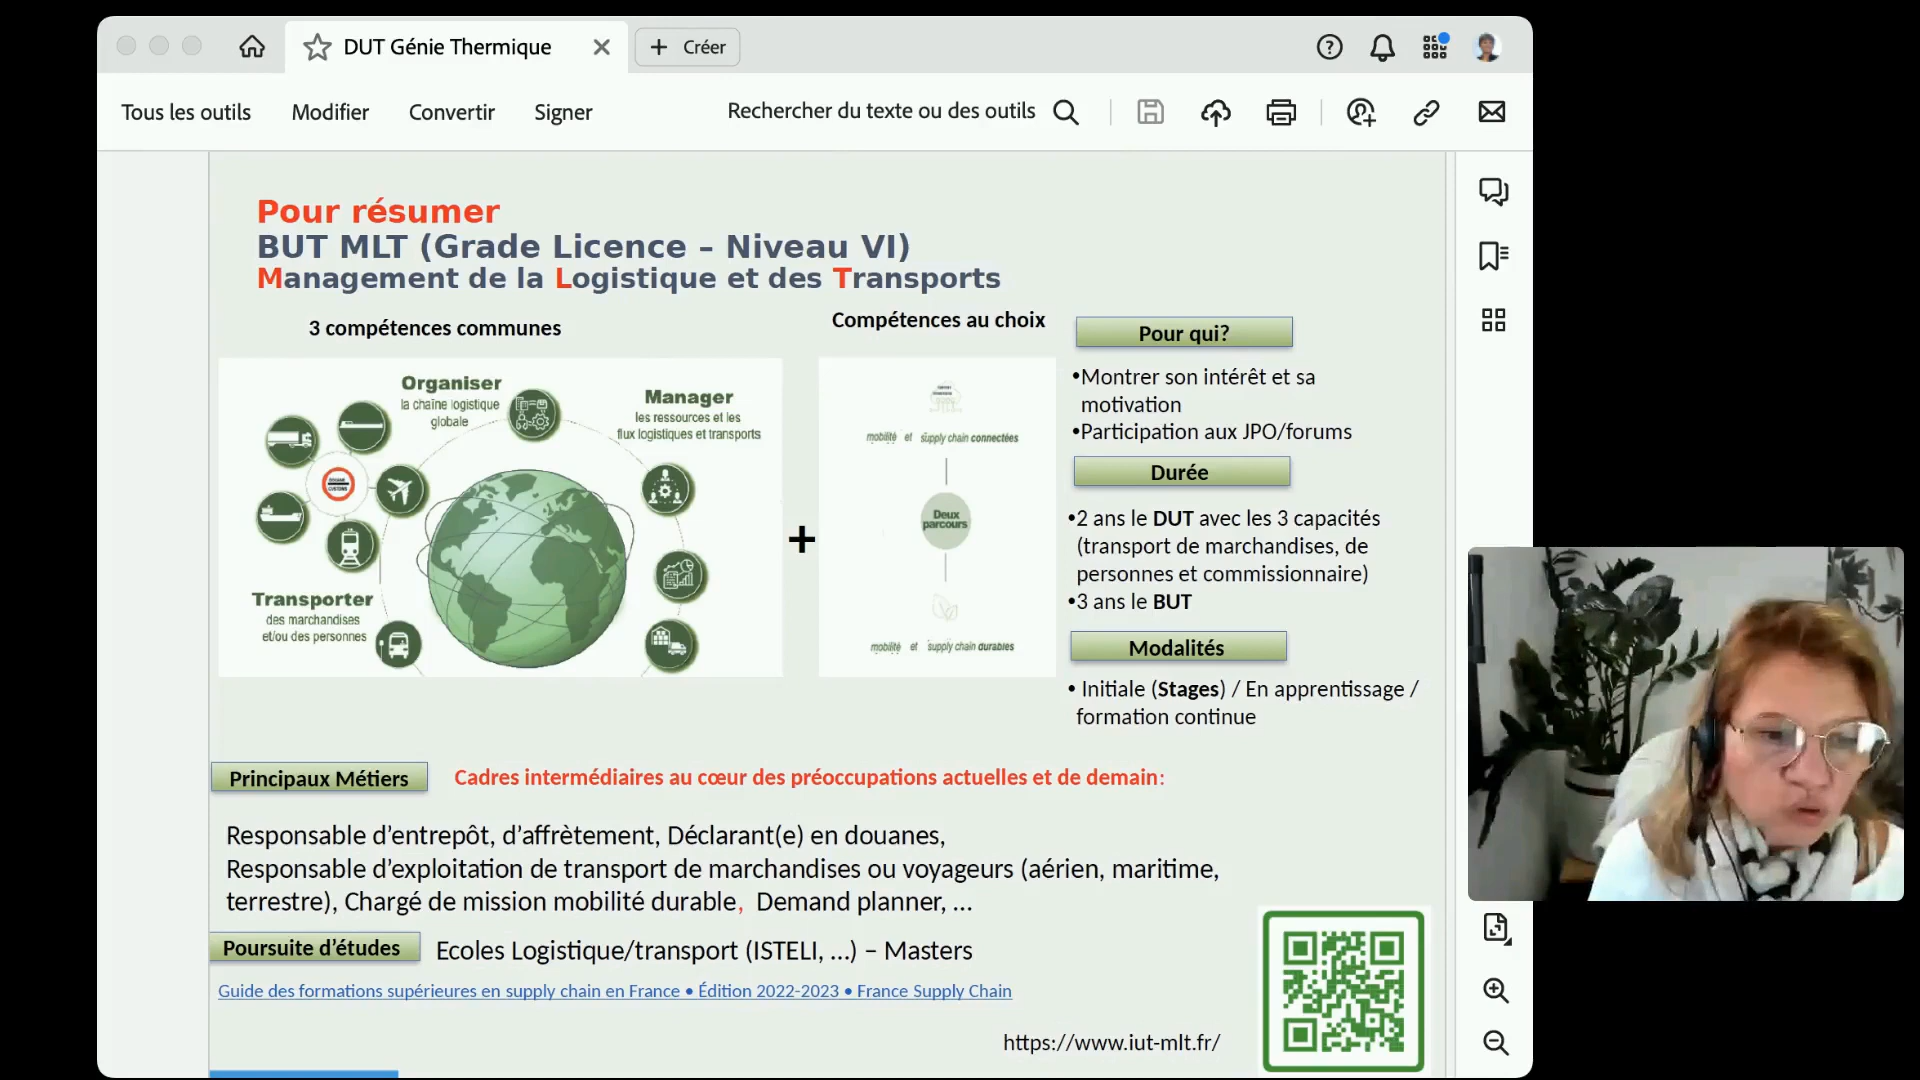 DUT Génie Thermique
Créer
Tous les outils
Modifier
Convertir
Signer
Rechercher du texte ou des outils
Pour résumer
BUT MLT (Grade Licence – Niveau VI)
Management de la Logistique et des Transports
3 compétences communes
Organiser
la chaîne logistique
globale
Manager
les ressources et les
flux logistiques et transports
Transporter
des marchandises
et/ou des personnes
+
Compétences au choix
mobilité et supply chain connectées
Deux
parcours
mobilité et supply chain durables
Pour qui?
•Montrer son intérêt et sa
motivation
•Participation aux JPO/forums
Durée
•2 ans le DUT avec les 3 capacités
(transport de marchandises, de
personnes et commissionnaire)
•3 ans le BUT
Modalités
• Initiale (Stages) / En apprentissage /
formation continue
Principaux Métiers
Cadres intermédiaires au cœur des préoccupations actuelles et de demain:
Responsable d’entrepôt, d’affrètement, Déclarant(e) en douanes,
Responsable d’exploitation de transport de marchandises ou voyageurs (aérien, maritime,
terrestre), Chargé de mission mobilité durable, Demand planner, …
Poursuite d’études
Ecoles Logistique/transport (ISTELI, …) – Masters
Guide des formations supérieures en supply chain en France • Édition 2022-2023 • France Supply Chain
https://www.iut-mlt.fr/